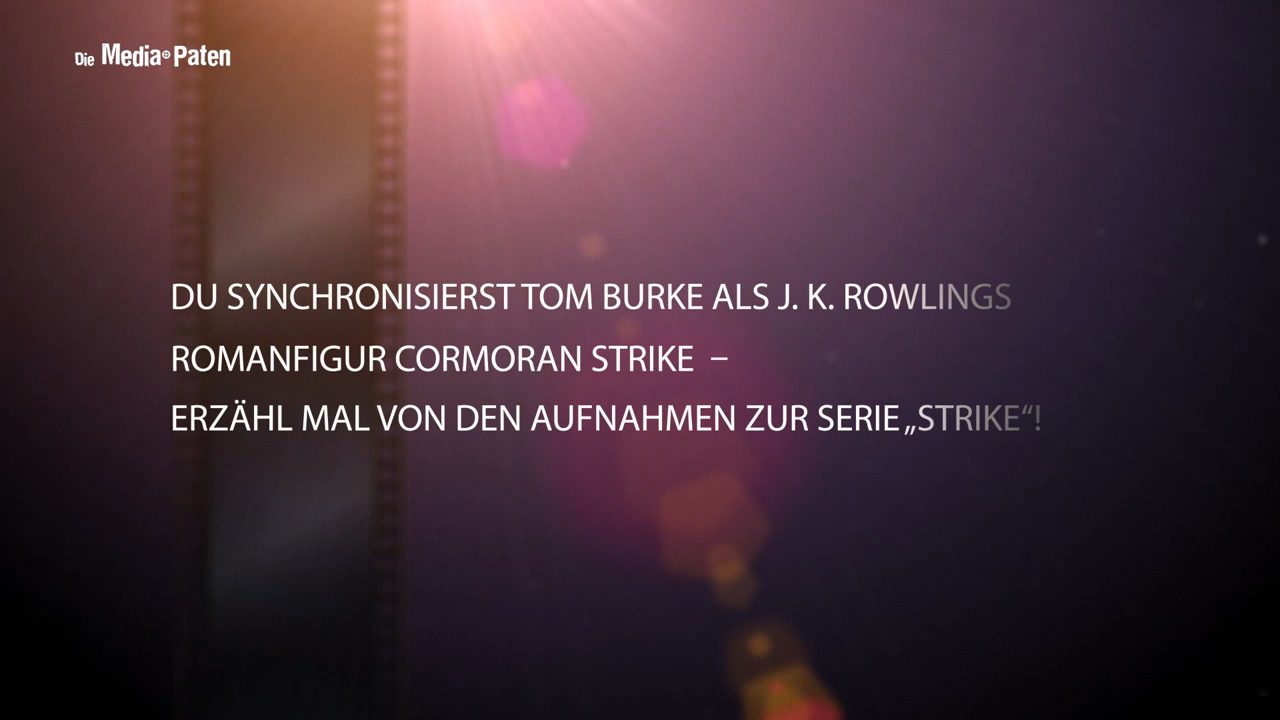 Die Media Paten
DU SYNCHRONISIERST TOM BURKE ALS J. K. ROWLINGS
ROMANFIGUR CORMORAN STRIKE –
ERZÄHL MAL VON DEN AUFNAHMEN ZUR SERIE „STRIKE“!